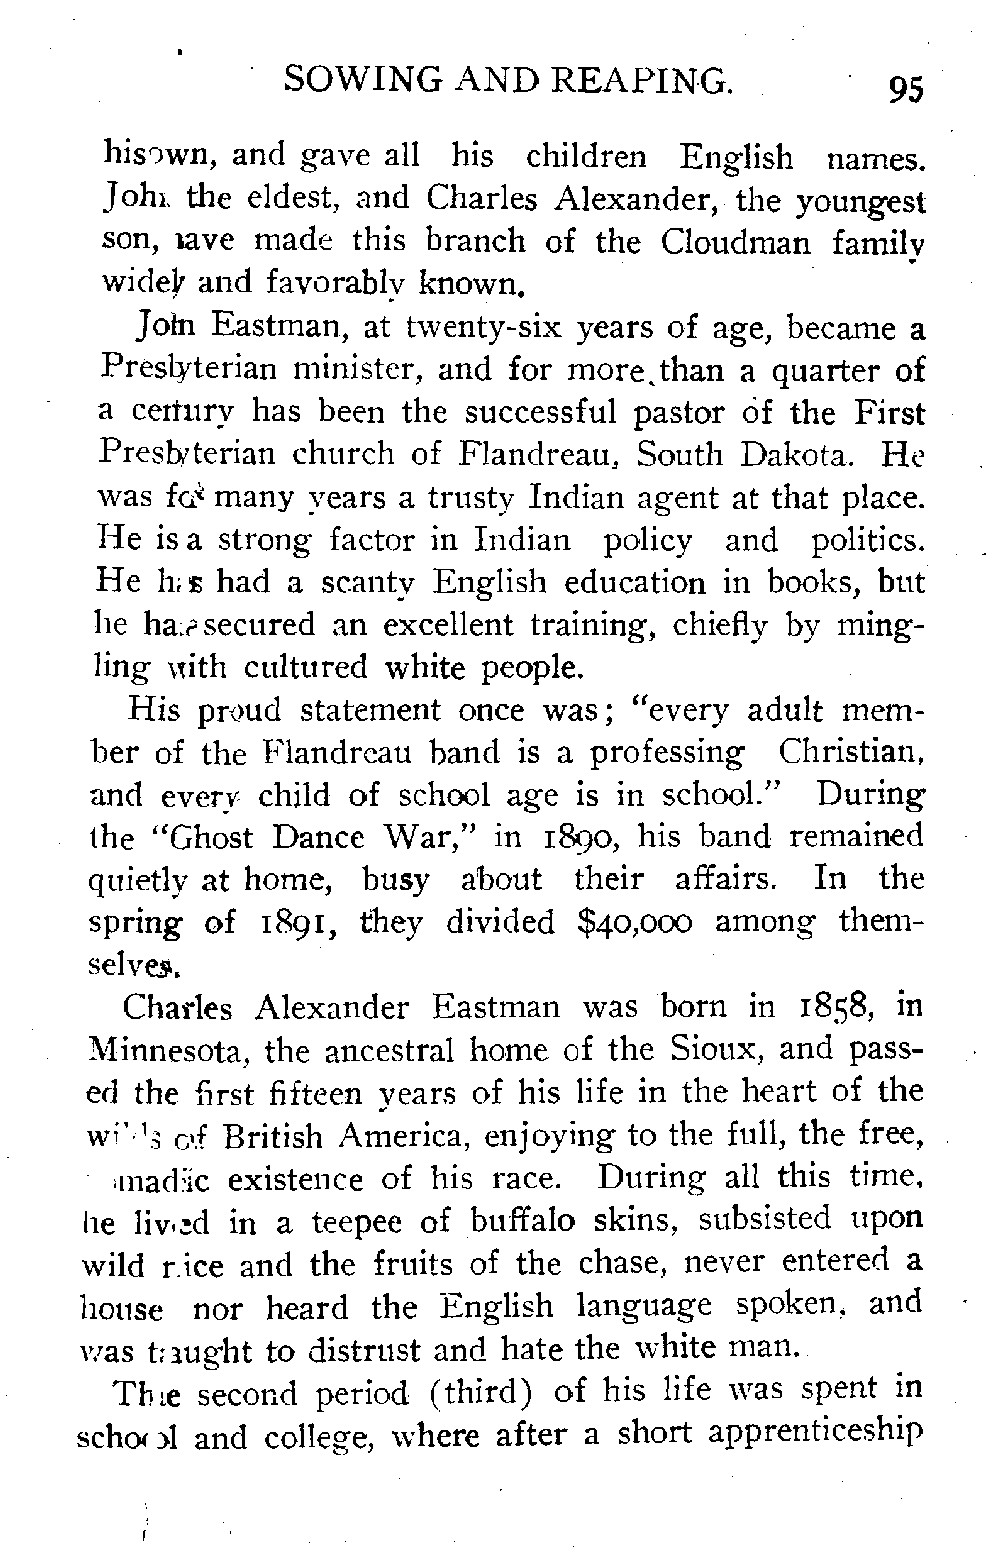 SOWING AND REAPING. 95
his own, and gave all his children English names.
John the eldest, and Charles Alexander, the youngest
son, have made this branch of the Cloudman family
widely and favorably known.
John Eastman, at twenty-six years of age, became a
Presbyterian minister, and for more than a quarter of
a century has been the successful pastor of the First
Presbyterian church of Flandreau, South Dakota. He
was for many years a trusty Indian agent at that place.
He is a strong factor in Indian policy and politics.
He has had a scanty English education in books, but
he has secured an excellent training, chiefly by ming-
ling with cultured white people.
His proud statement once was; "every adult mem-
ber of the Flandreau band is a professing Christian,
and every child of school age is in school." During
the "Ghost Dance War," in 1890, his band remained
quietly at home, busy about their affairs. In the
spring of 1891, they divided $40,000 among them-
selves.
Charles Alexander Eastman was born in 1858, in
Minnesota, the ancestral home of the Sioux, and pass-
ed the first fifteen years of his life in the heart of the
wilds of British America, enjoying to the full, the free,
nomadic existence of his race. During all this time,
he lived in a teepee of buffalo skins, subsisted upon
wild rice and the fruits of the chase, never entered a
house nor heard the English language spoken, and
was taught to distrust and hate the white man.
The second period (third) of his life was spent in
school and college, where after a short apprenticeship